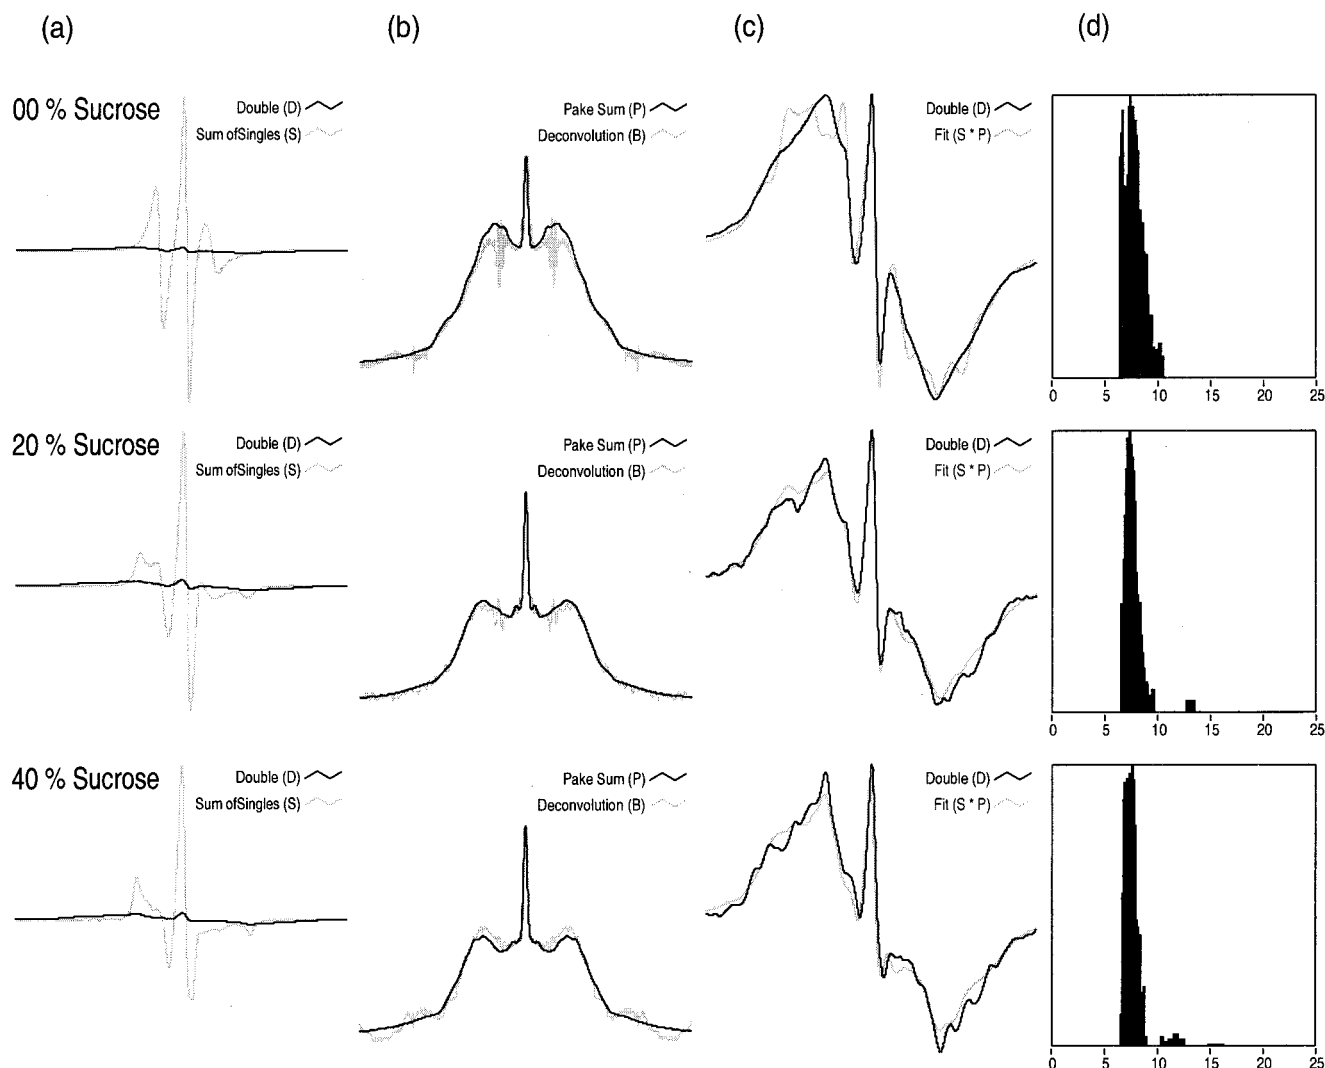 (a) (b) (c) (d)
00 % Sucrose
Double (D)
Sum ofSingles (S)
Pake Sum (P)
Deconvolution (B)
Double (D)
Fit (S * P)
0 5 10 15 20 25
20 % Sucrose
Double (D)
Sum ofSingles (S)
Pake Sum (P)
Deconvolution (B)
Double (D)
Fit (S * P)
0 5 10 15 20 25
40 % Sucrose
Double (D)
Sum ofSingles (S)
Pake Sum (P)
Deconvolution (B)
Double (D)
Fit (S * P)
0 5 10 15 20 25